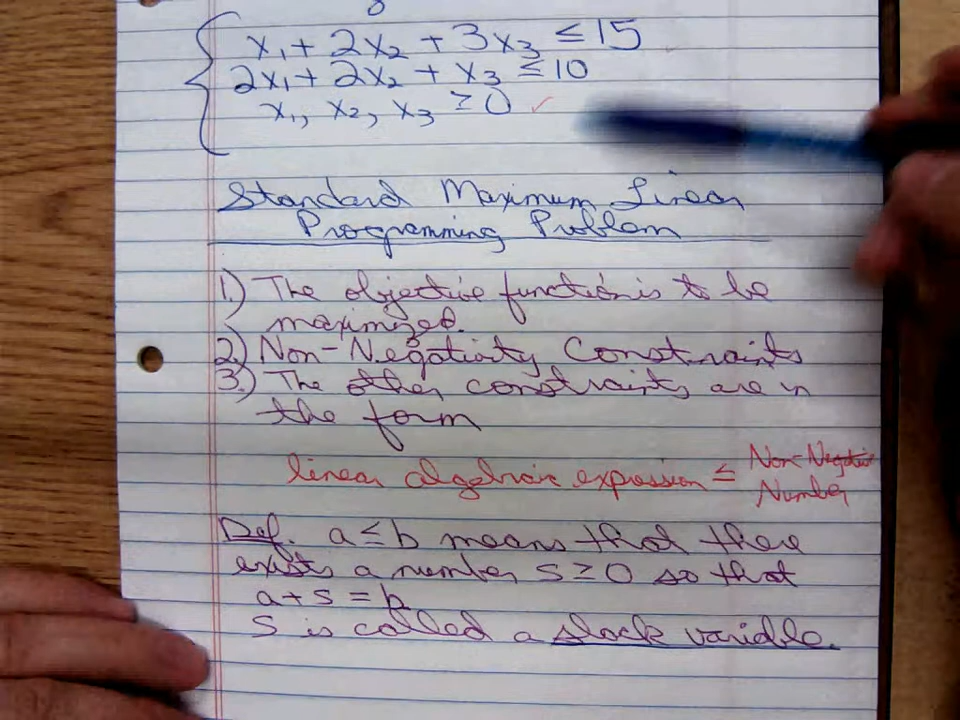 x₁ + 2x₂ + 3x₃ ≤ 15
2x₁ + 2x₂ + x₃ ≤ 10
x₁, x₂, x₃ ≥ 0 ✓
Standard Maximum Linear
Programming Problem
1.) The objective function is to be
maximized.
2.) Non-Negativity Constraints
3.) The other constraints are in
the form
linear algebraic expression ≤ Non-Negative
Number
Def. a ≤ b means that there
exists a number s ≥ 0 so that
a + s = b
S is called a slack variable.